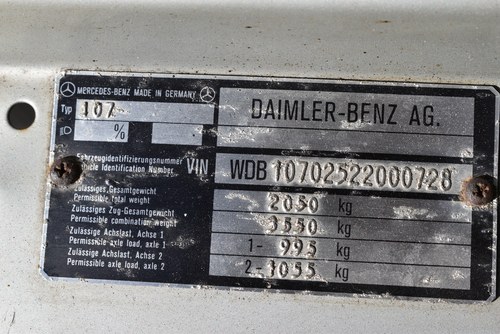 MERCEDES-BENZ MADE IN GERMANY
Typ 107
%
DAIMLER-BENZ AG.
Fahrzeugidentifizierungsnummer
Vehicle Identification Number VIN WDB 10702522000728
Zulässiges Gesamtgewicht
Permissible total weight 2050 kg
Zulässiges Zug-Gesamtgewicht
Permissible combination weight 3550 kg
Zulässige Achslast, Achse 1
Permissible axle load, axle 1 1- 995 kg
Zulässige Achslast, Achse 2
Permissible axle load, axle 2 2- 1055 kg